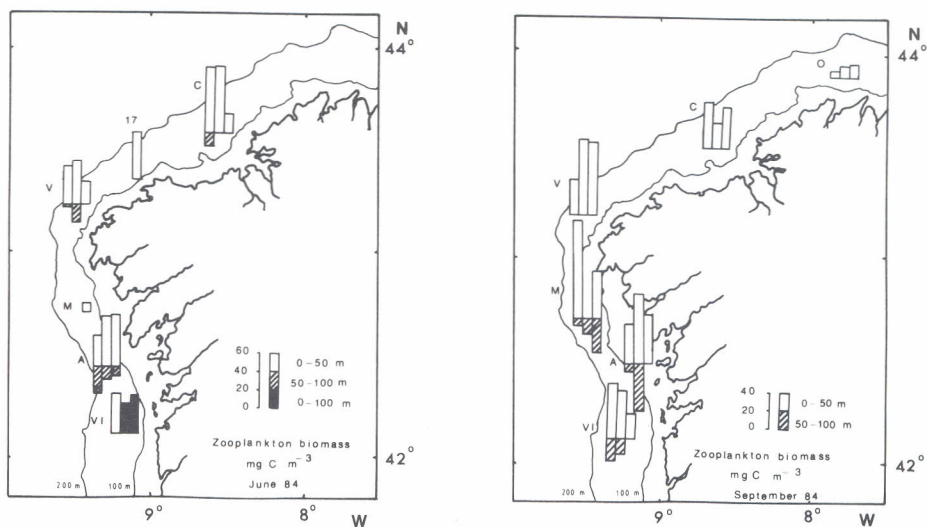 N
44°
C
17
V
M
A
VI
60
40
20
0
0-50 m
50-100 m
0-100 m
Zooplankton biomass
mg C m⁻³
June 84
42°
200 m
100 m
9°
8°
W
N
44°
O
C
V
M
A
VI
40
20
0
0-50 m
50-100 m
Zooplankton biomass
mg C m⁻³
September 84
42°
200 m
100 m
9°
8°
W